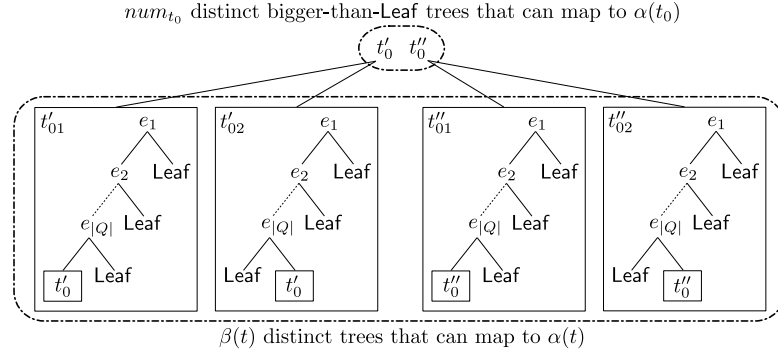 num_{t_0} distinct bigger-than-Leaf trees that can map to α(t_0)
t'_0 t''_0
t'_{01} e_1 t'_{02} e_1 t''_{01} e_1 t''_{02} e_1
e_2 Leaf e_2 Leaf e_2 Leaf e_2 Leaf
e_{|Q|} Leaf e_{|Q|} Leaf e_{|Q|} Leaf e_{|Q|} Leaf
t'_0 Leaf Leaf t'_0 t''_0 Leaf Leaf t''_0
β(t) distinct trees that can map to α(t)